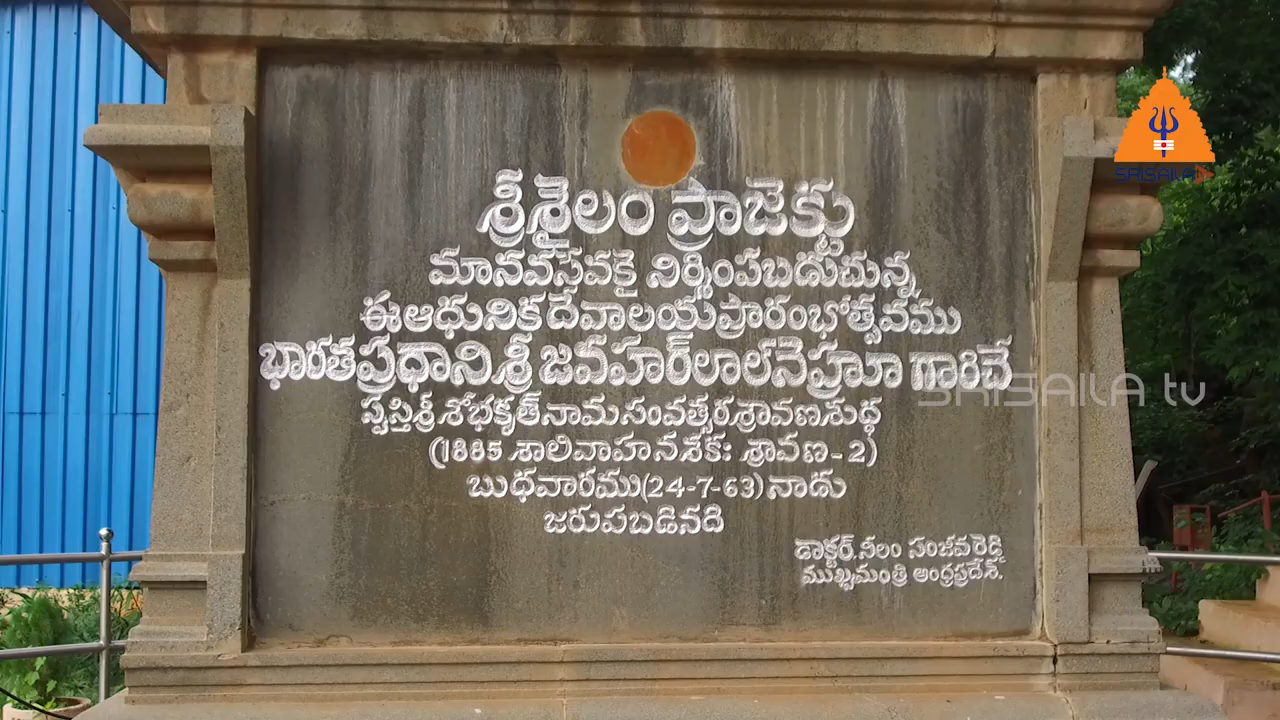 శ్రీశైలం ప్రాజెక్టు
మానవసేవకై నిర్మింపబడుచున్న
ఈ ఆధునిక దేవాలయ ప్రారంభోత్సవము
భారత ప్రధాని శ్రీ జవహర్‌లాల్ నెహ్రూ గారిచే
స్వస్తిశ్రీ శోభకృత్ నామ సంవత్సర శ్రావణ శుధ్ధ
(1885 శాలివాహన శకః శ్రావణ - 2)
బుధవారము (24-7-63) నాడు
జరుపబడినది
డాక్టర్. నీలం సంజీవరెడ్డి
ముఖ్యమంత్రి ఆంధ్రప్రదేశ్.
SRISAILA tv
SRISAILA